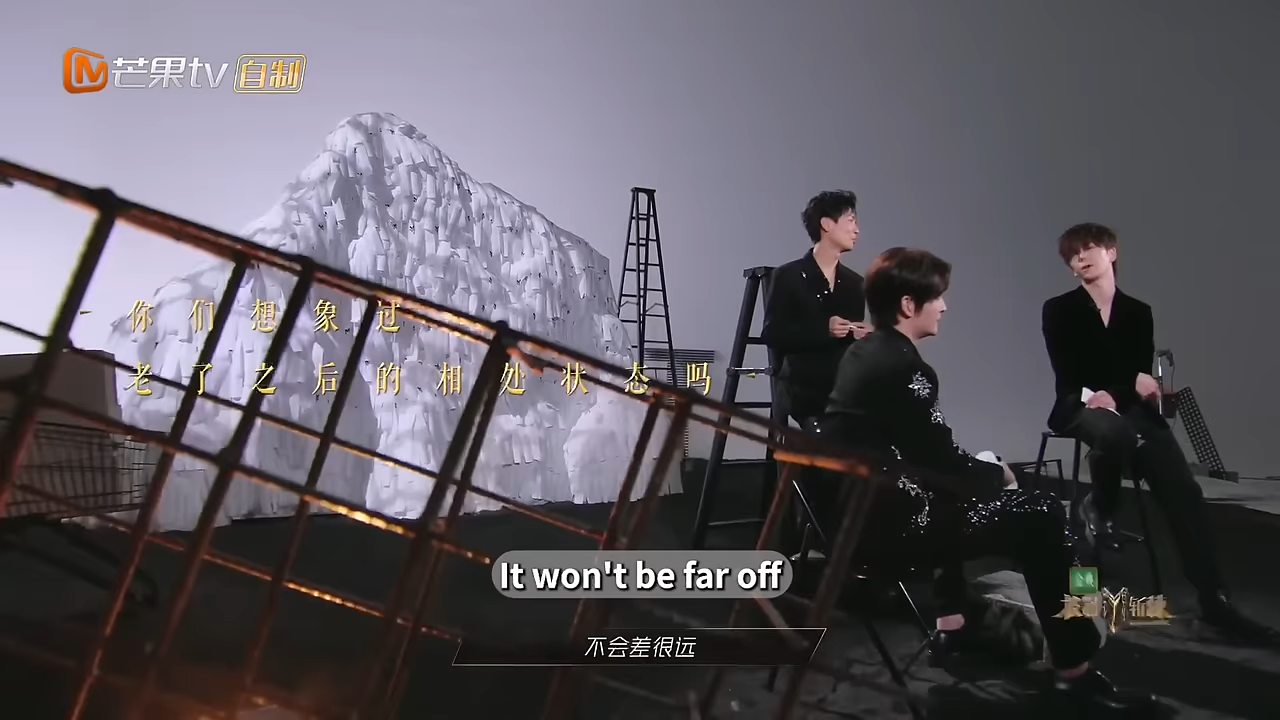 芒果tv 自制
你们想象过
老了之后的相处状态吗
It won't be far off
不会差很远